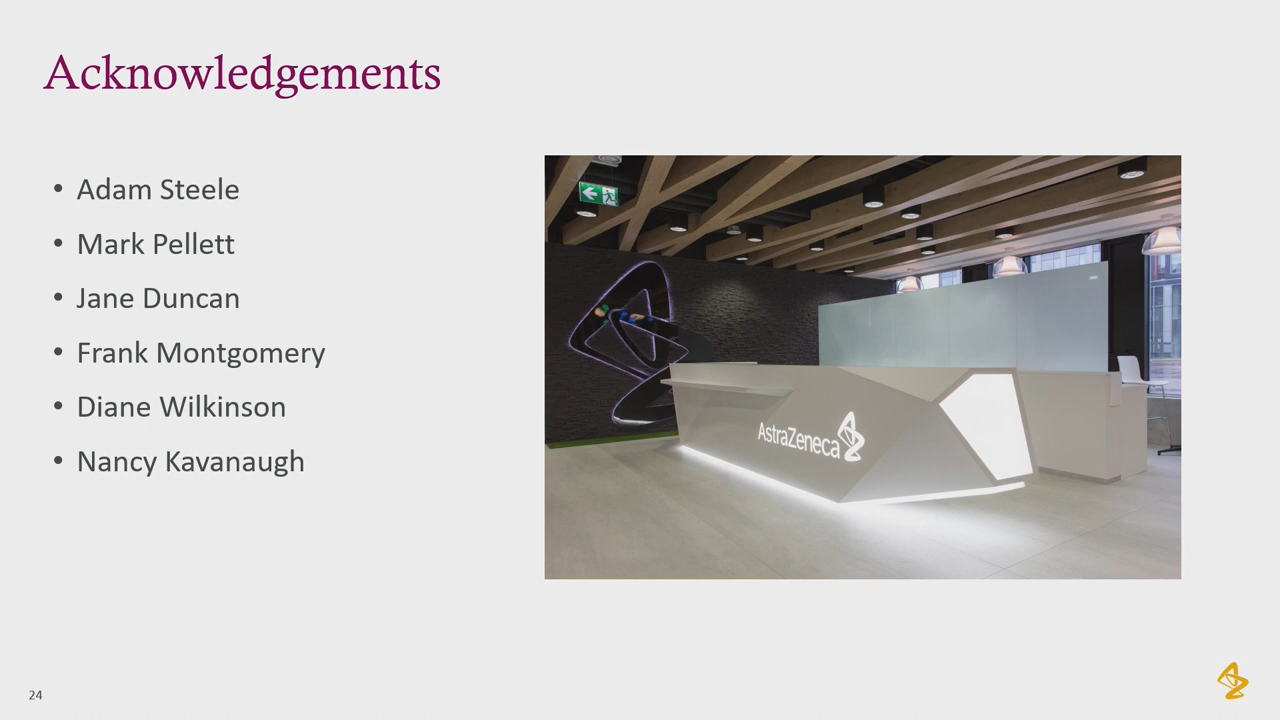 Acknowledgements
• Adam Steele
• Mark Pellett
• Jane Duncan
• Frank Montgomery
• Diane Wilkinson
• Nancy Kavanaugh
AstraZeneca
24